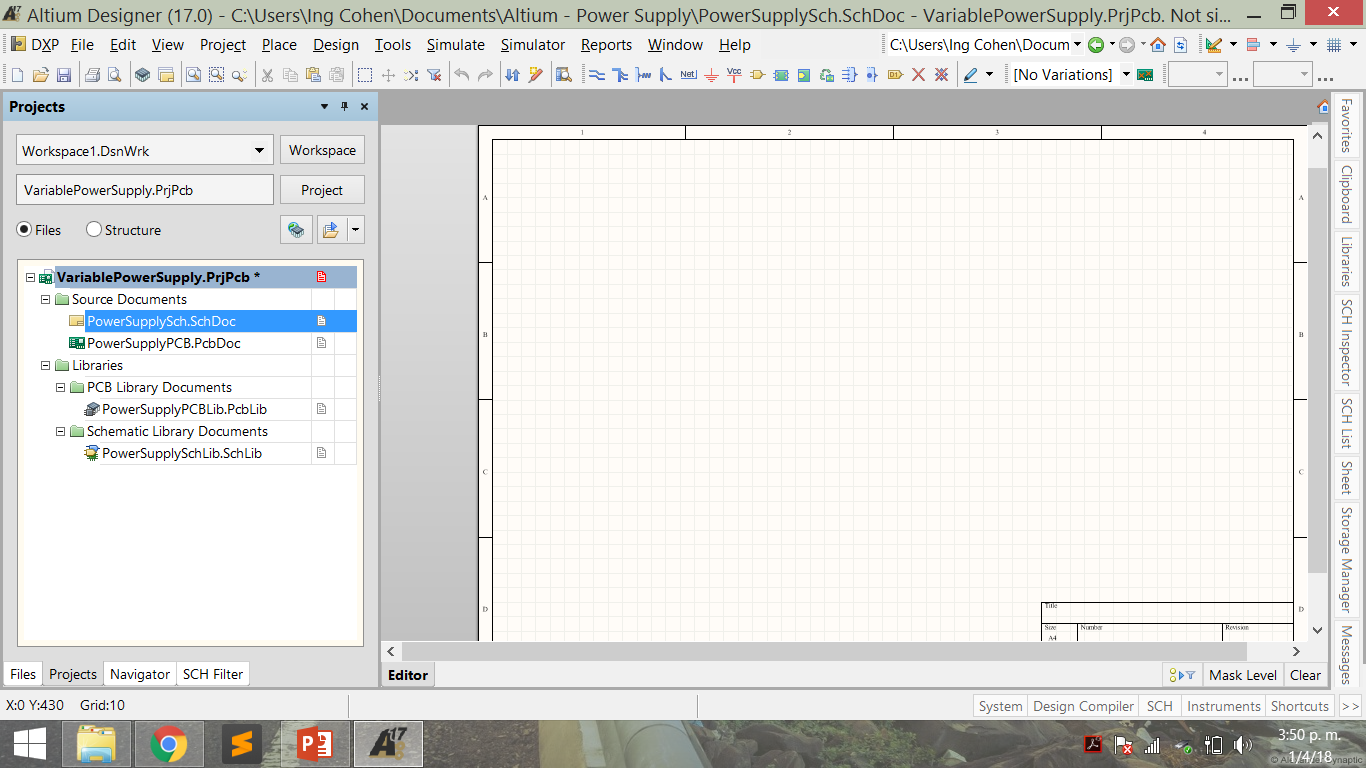 Altium Designer (17.0) - C:\Users\Ing Cohen\Documents\Altium - Power Supply\PowerSupplySch.SchDoc - VariablePowerSupply.PrjPcb. Not si...
DXP File Edit View Project Place Design Tools Simulate Simulator Reports Window Help C:\Users\Ing Cohen\Docum
Net Vcc D1 [No Variations] ... ...
Projects
Workspace1.DsnWrk Workspace
VariablePowerSupply.PrjPcb Project
Files Structure
VariablePowerSupply.PrjPcb *
Source Documents
PowerSupplySch.SchDoc
PowerSupplyPCB.PcbDoc
Libraries
PCB Library Documents
PowerSupplyPCBLib.PcbLib
Schematic Library Documents
PowerSupplySchLib.SchLib
Files Projects Navigator SCH Filter
1 2 3 4
A A
B B
C C
D D
Title
Size Number Revision
A4
Editor Mask Level Clear
Favorites
Clipboard
Libraries
SCH Inspector
SCH List
Sheet
Storage Manager
Messages
X:0 Y:430 Grid:10
System Design Compiler SCH Instruments Shortcuts >>
17
3:50 p. m.
1/4/18